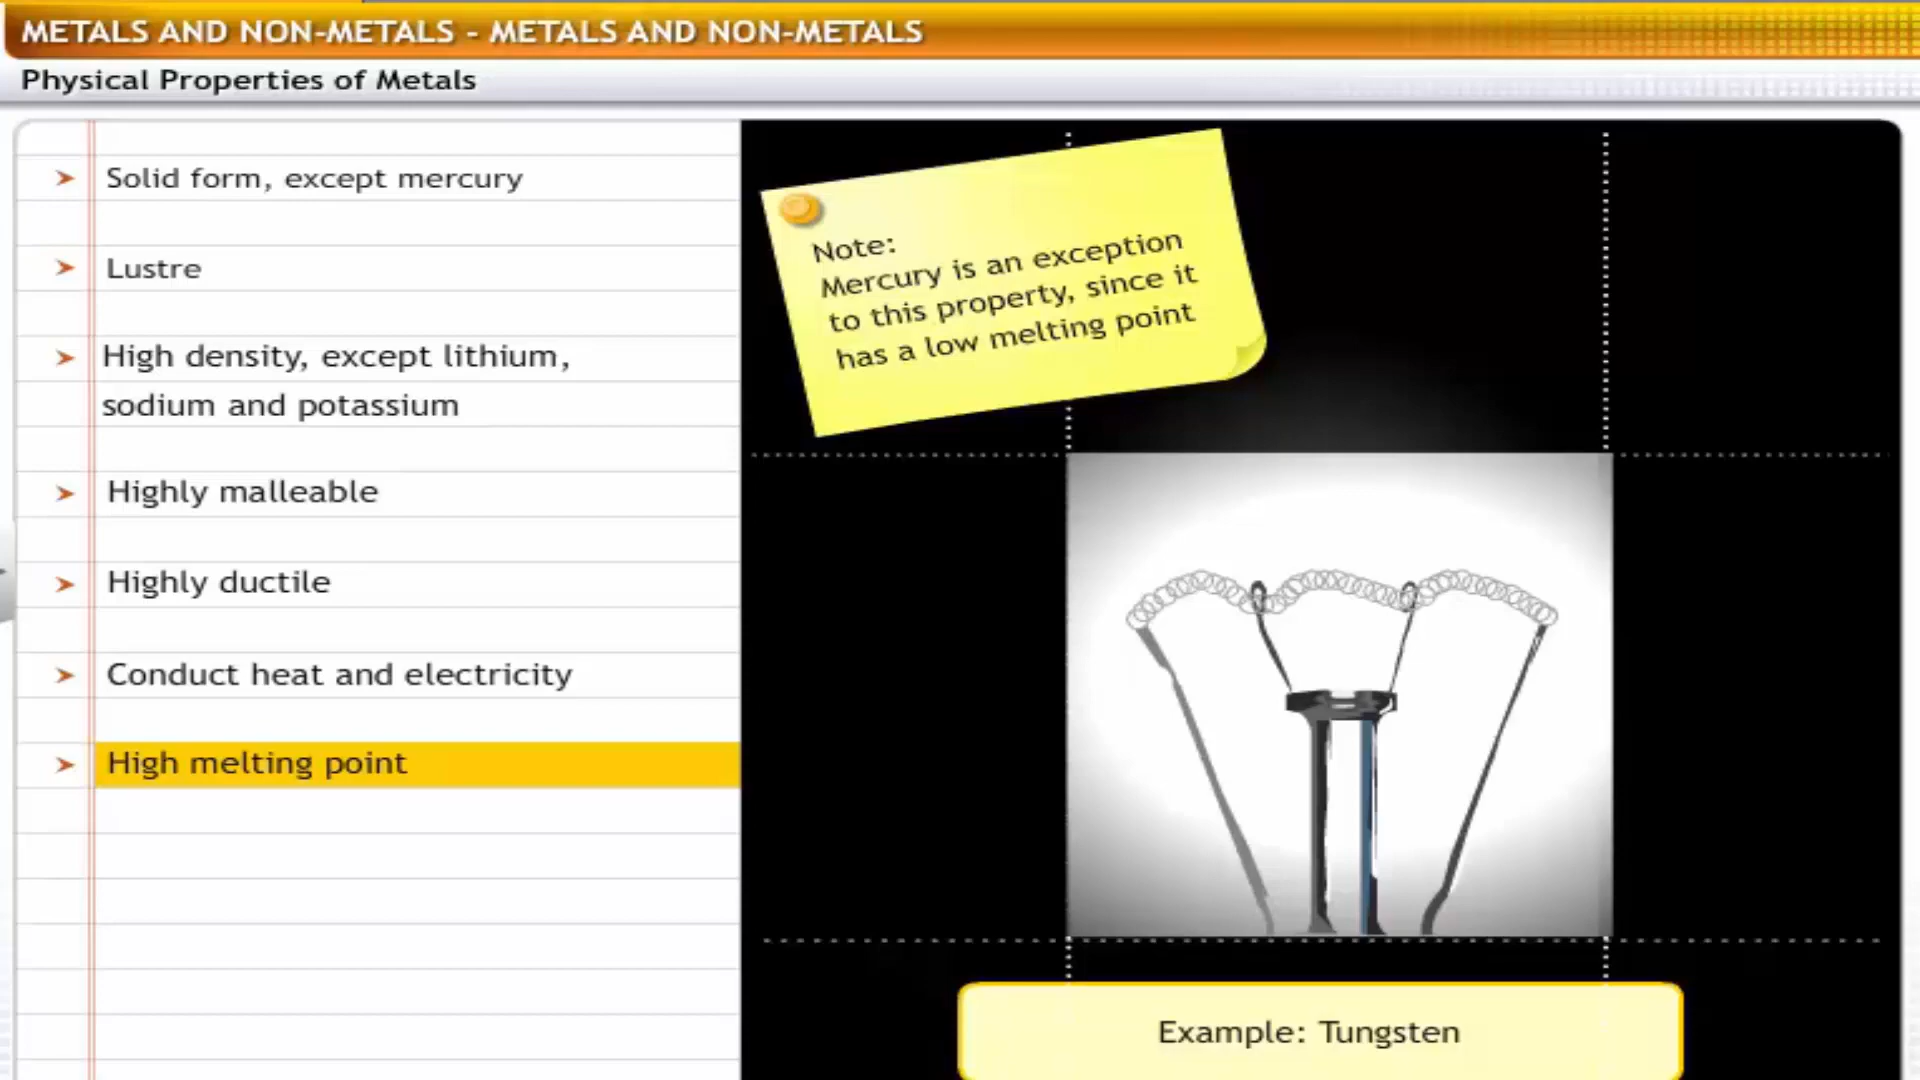 METALS AND NON-METALS - METALS AND NON-METALS
Physical Properties of Metals
Solid form, except mercury
Lustre
High density, except lithium,
sodium and potassium
Highly malleable
Highly ductile
Conduct heat and electricity
High melting point
Note:
Mercury is an exception
to this property, since it
has a low melting point
Example: Tungsten